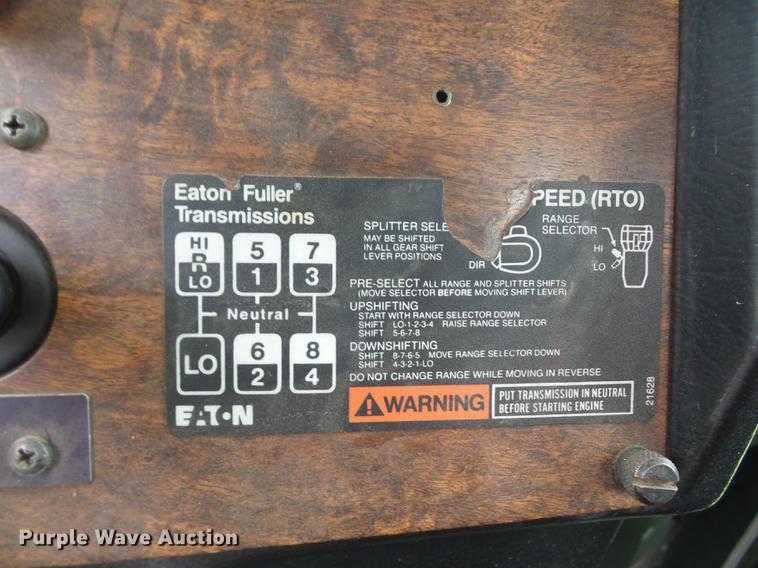 Eaton® Fuller®
Transmissions
PEED (RTO)
SPLITTER SELE
MAY BE SHIFTED
IN ALL GEAR SHIFT
LEVER POSITIONS
DIR
RANGE
SELECTOR
HI
LO
HI
R
LO
5
1
7
3
Neutral
LO
6
2
8
4
EATON
PRE-SELECT ALL RANGE AND SPLITTER SHIFTS
(MOVE SELECTOR BEFORE MOVING SHIFT LEVER)
UPSHIFTING
START WITH RANGE SELECTOR DOWN
SHIFT LO-1-2-3-4 RAISE RANGE SELECTOR
SHIFT 5-6-7-8
DOWNSHIFTING
SHIFT 8-7-6-5 MOVE RANGE SELECTOR DOWN
SHIFT 4-3-2-1-LO
DO NOT CHANGE RANGE WHILE MOVING IN REVERSE
WARNING
PUT TRANSMISSION IN NEUTRAL
BEFORE STARTING ENGINE
21628
Purple Wave Auction®